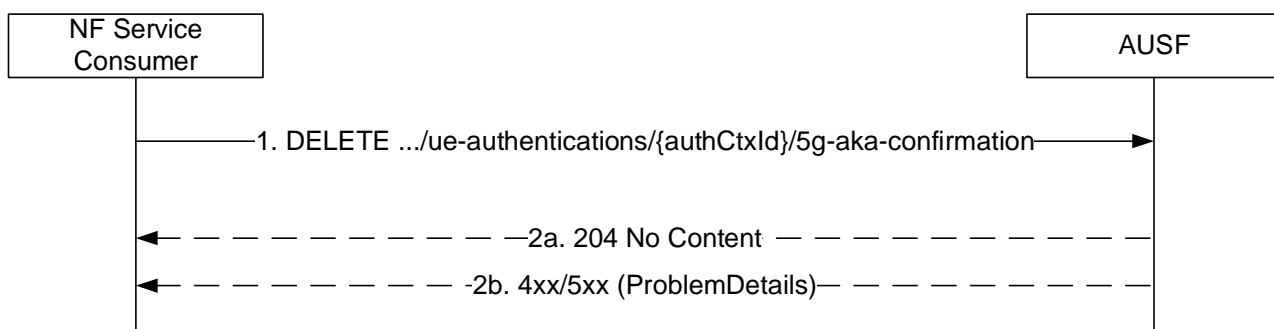 NF Service
Consumer
AUSF
1. DELETE .../ue-authentications/{authCtxId}/5g-aka-confirmation
2a. 204 No Content
2b. 4xx/5xx (ProblemDetails)